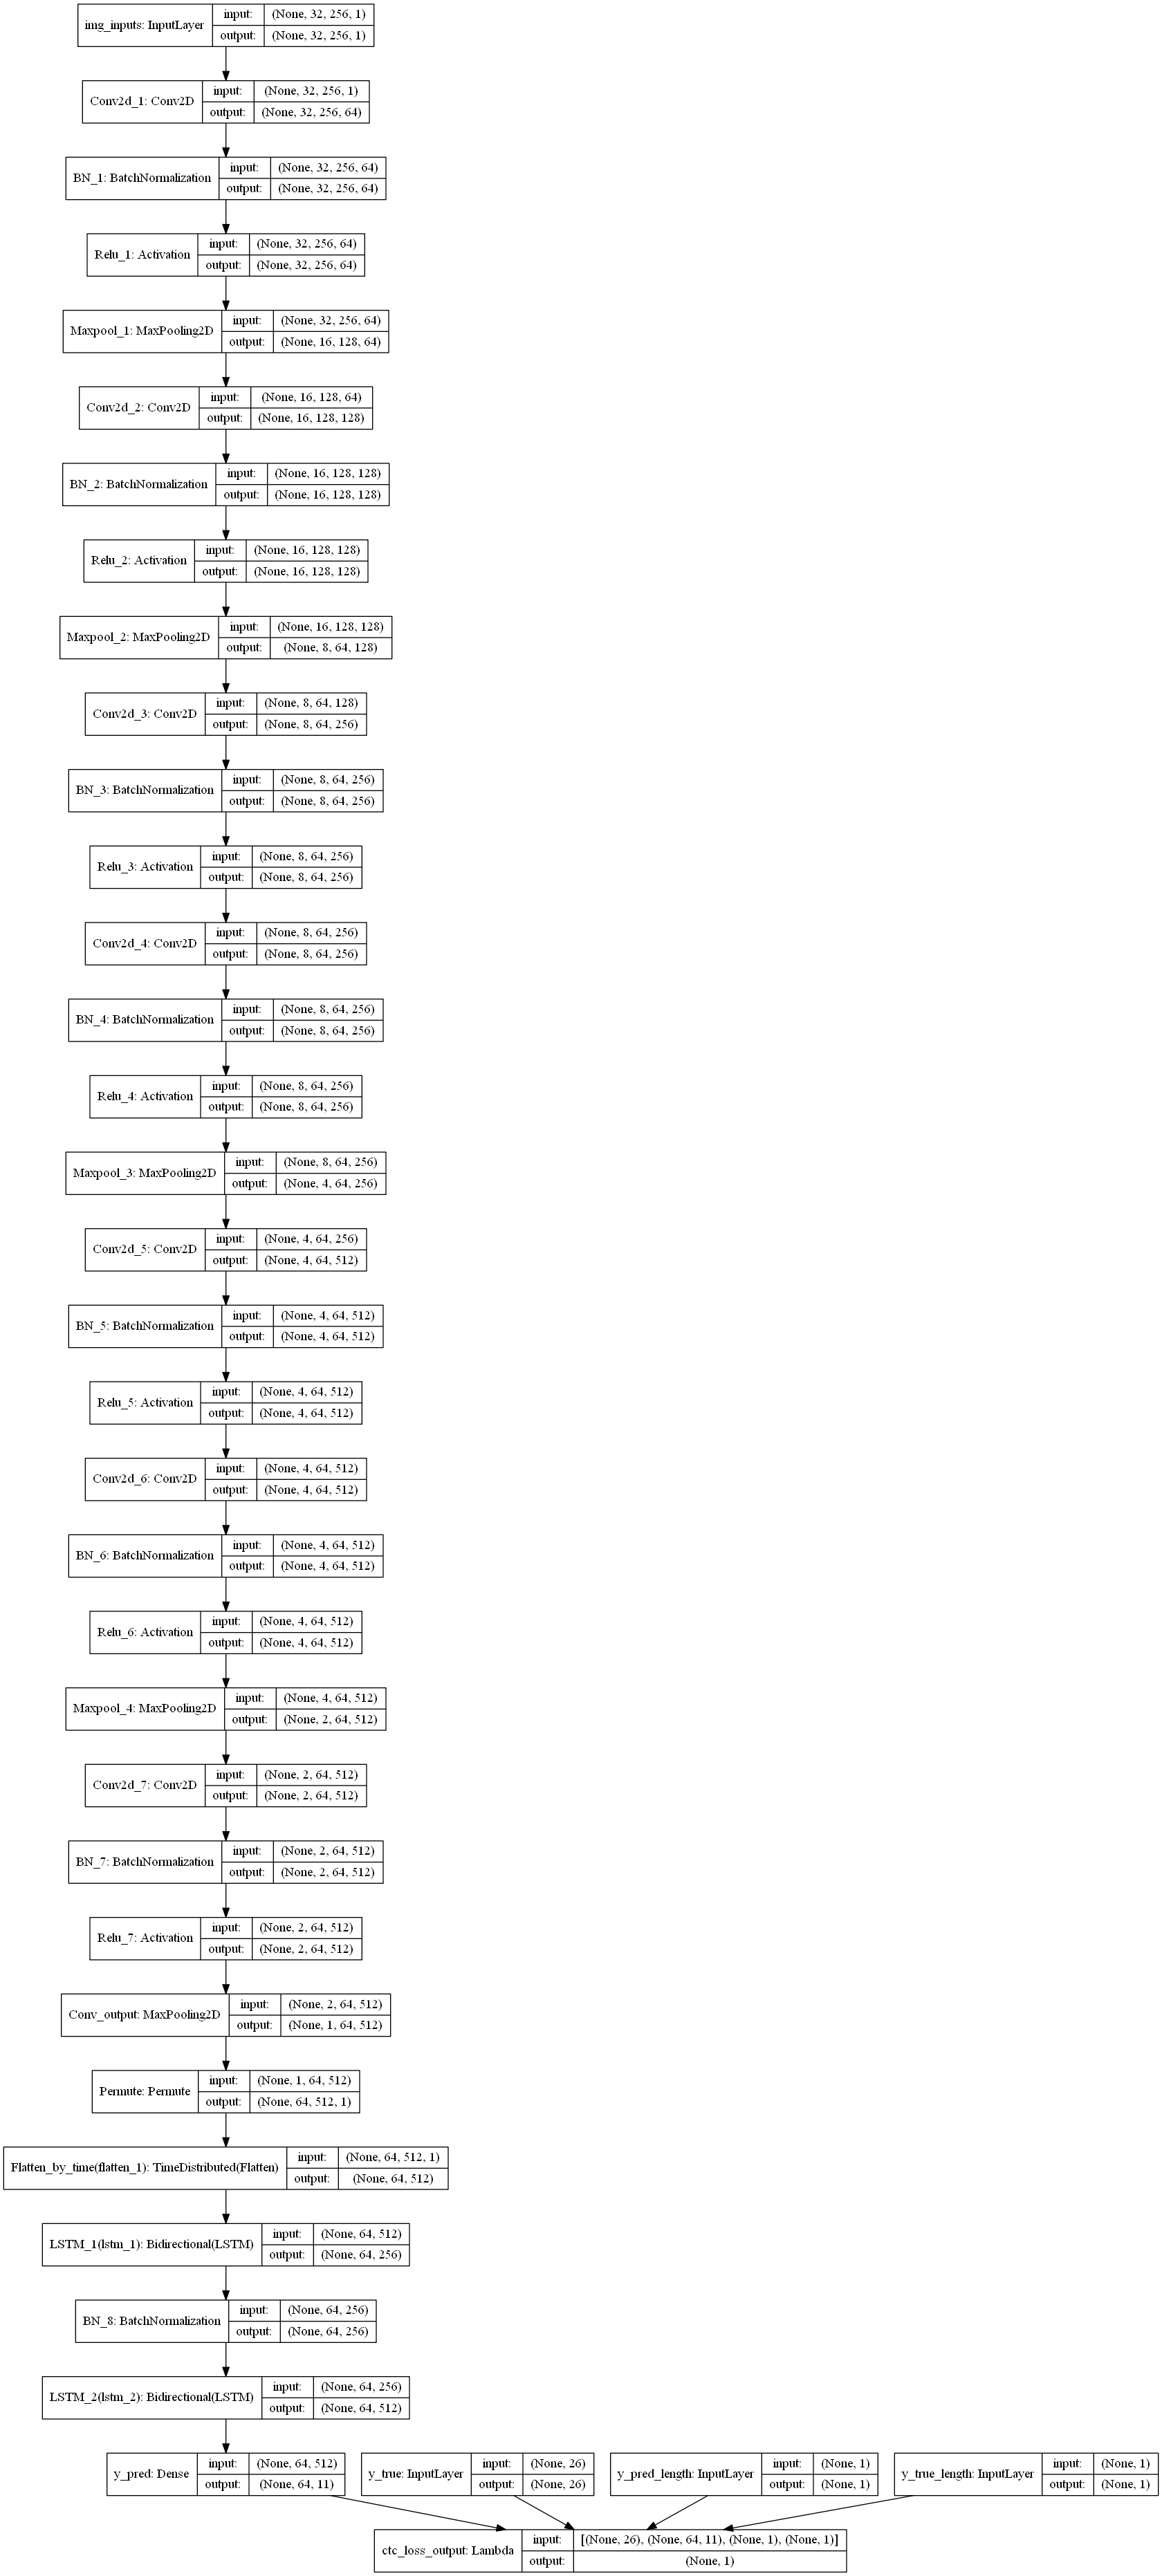 img_inputs: InputLayer input: (None, 32, 256, 1)
output: (None, 32, 256, 1)
Conv2d_1: Conv2D input: (None, 32, 256, 1)
output: (None, 32, 256, 64)
BN_1: BatchNormalization input: (None, 32, 256, 64)
output: (None, 32, 256, 64)
Relu_1: Activation input: (None, 32, 256, 64)
output: (None, 32, 256, 64)
Maxpool_1: MaxPooling2D input: (None, 32, 256, 64)
output: (None, 16, 128, 64)
Conv2d_2: Conv2D input: (None, 16, 128, 64)
output: (None, 16, 128, 128)
BN_2: BatchNormalization input: (None, 16, 128, 128)
output: (None, 16, 128, 128)
Relu_2: Activation input: (None, 16, 128, 128)
output: (None, 16, 128, 128)
Maxpool_2: MaxPooling2D input: (None, 16, 128, 128)
output: (None, 8, 64, 128)
Conv2d_3: Conv2D input: (None, 8, 64, 128)
output: (None, 8, 64, 256)
BN_3: BatchNormalization input: (None, 8, 64, 256)
output: (None, 8, 64, 256)
Relu_3: Activation input: (None, 8, 64, 256)
output: (None, 8, 64, 256)
Conv2d_4: Conv2D input: (None, 8, 64, 256)
output: (None, 8, 64, 256)
BN_4: BatchNormalization input: (None, 8, 64, 256)
output: (None, 8, 64, 256)
Relu_4: Activation input: (None, 8, 64, 256)
output: (None, 8, 64, 256)
Maxpool_3: MaxPooling2D input: (None, 8, 64, 256)
output: (None, 4, 64, 256)
Conv2d_5: Conv2D input: (None, 4, 64, 256)
output: (None, 4, 64, 512)
BN_5: BatchNormalization input: (None, 4, 64, 512)
output: (None, 4, 64, 512)
Relu_5: Activation input: (None, 4, 64, 512)
output: (None, 4, 64, 512)
Conv2d_6: Conv2D input: (None, 4, 64, 512)
output: (None, 4, 64, 512)
BN_6: BatchNormalization input: (None, 4, 64, 512)
output: (None, 4, 64, 512)
Relu_6: Activation input: (None, 4, 64, 512)
output: (None, 4, 64, 512)
Maxpool_4: MaxPooling2D input: (None, 4, 64, 512)
output: (None, 2, 64, 512)
Conv2d_7: Conv2D input: (None, 2, 64, 512)
output: (None, 2, 64, 512)
BN_7: BatchNormalization input: (None, 2, 64, 512)
output: (None, 2, 64, 512)
Relu_7: Activation input: (None, 2, 64, 512)
output: (None, 2, 64, 512)
Conv_output: MaxPooling2D input: (None, 2, 64, 512)
output: (None, 1, 64, 512)
Permute: Permute input: (None, 1, 64, 512)
output: (None, 64, 512, 1)
Flatten_by_time(flatten_1): TimeDistributed(Flatten) input: (None, 64, 512, 1)
output: (None, 64, 512)
LSTM_1(lstm_1): Bidirectional(LSTM) input: (None, 64, 512)
output: (None, 64, 256)
BN_8: BatchNormalization input: (None, 64, 256)
output: (None, 64, 256)
LSTM_2(lstm_2): Bidirectional(LSTM) input: (None, 64, 256)
output: (None, 64, 512)
y_pred: Dense input: (None, 64, 512)
output: (None, 64, 11)
y_true: InputLayer input: (None, 26)
output: (None, 26)
y_pred_length: InputLayer input: (None, 1)
output: (None, 1)
y_true_length: InputLayer input: (None, 1)
output: (None, 1)
ctc_loss_output: Lambda input: [(None, 26), (None, 64, 11), (None, 1), (None, 1)]
output: (None, 1)